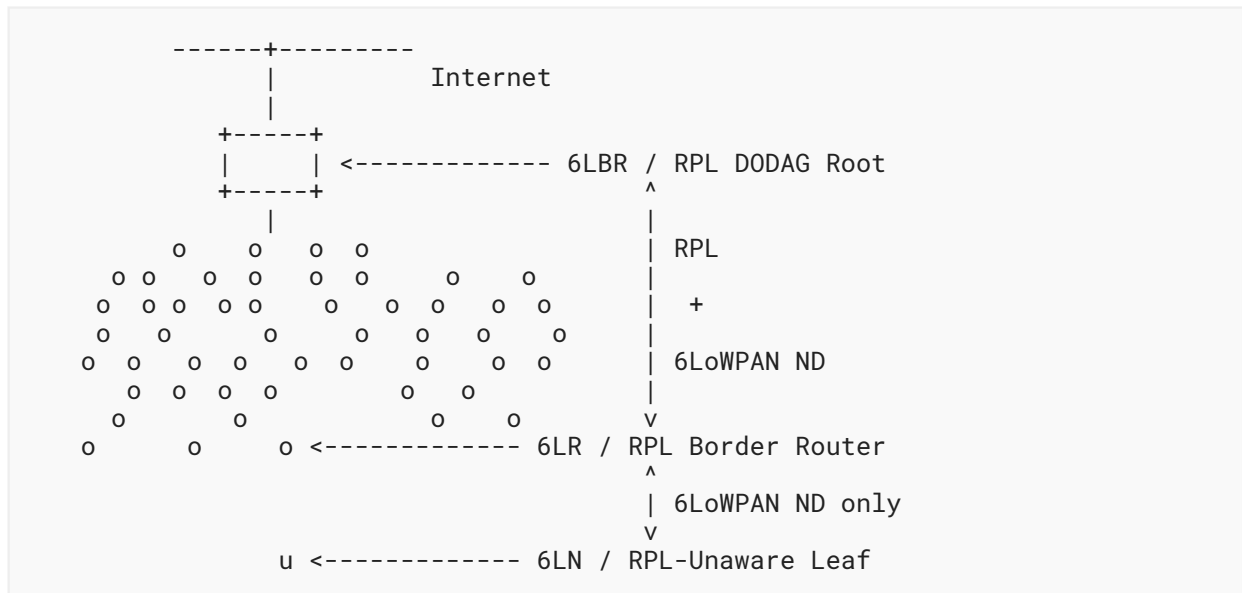 ------+---------
|          Internet
|
+-----+
|     | <------------- 6LBR / RPL DODAG Root
+-----+                     ^
|                        |
o    o   o  o                  | RPL
o o   o  o   o  o     o    o       |
o  o o  o o    o   o  o   o  o      |  +
o   o      o     o   o   o    o     |
o  o   o  o   o  o    o    o  o      | 6LoWPAN ND
o  o  o  o        o   o           |
o       o            o    o       v
o      o     o <------------- 6LR / RPL Border Router
^
| 6LoWPAN ND only
v
u <------------- 6LN / RPL-Unaware Leaf